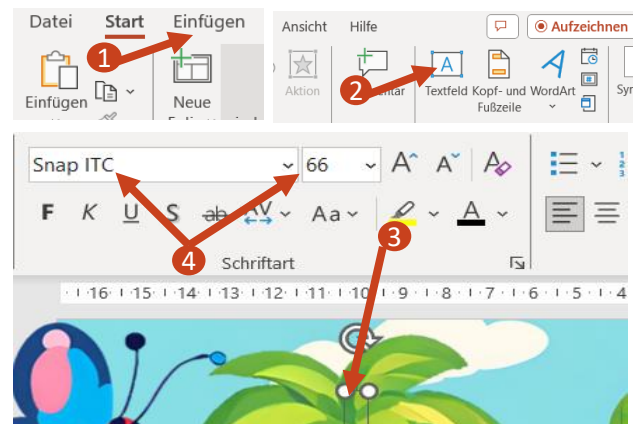 Datei Start Einfügen
1
Einfügen
Neue
Ansicht Hilfe
Aufzeichnen
2
Aktion
Textfeld Kopf- und WordArt
Fußzeile
Snap ITC 66 A A A
F K U S ab AV Aa A
3
4
Schriftart
16 15 14 13 12 11 10 9 8 7 6 5 4